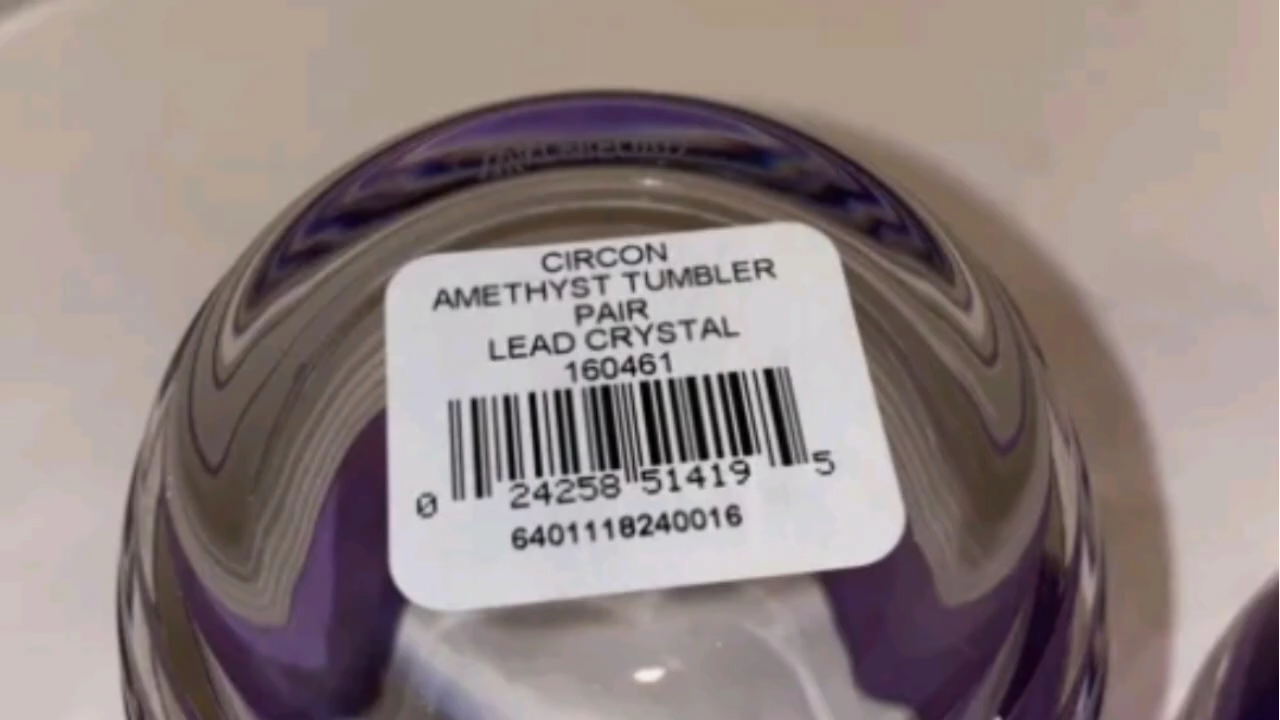 CIRCON
AMETHYST TUMBLER
PAIR
LEAD CRYSTAL
160461
0 24258 51419 5
6401118240016